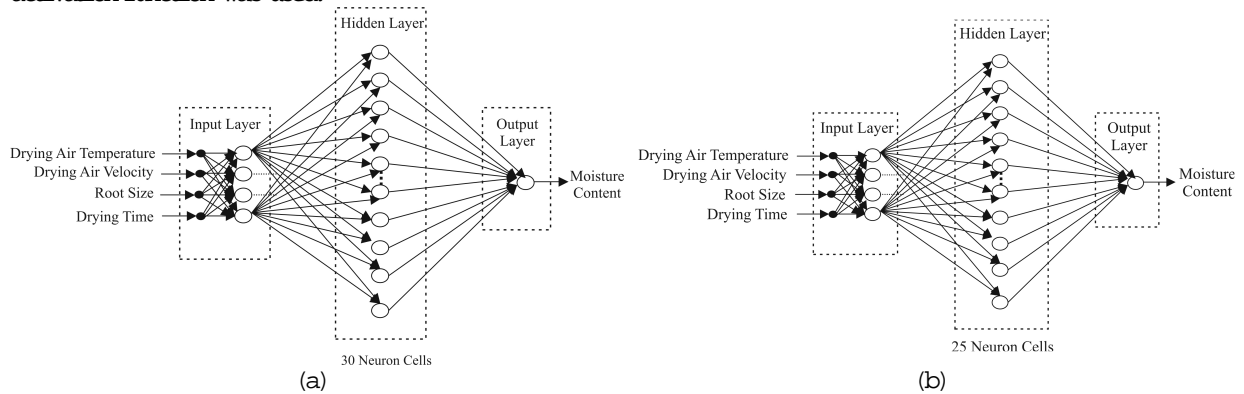 Hidden Layer
Input Layer
Output
Layer
Drying Air Temperature
Drying Air Velocity
Root Size
Drying Time
Moisture
Content
30 Neuron Cells
(a)
Hidden Layer
Input Layer
Output
Layer
Drying Air Temperature
Drying Air Velocity
Root Size
Drying Time
Moisture
Content
25 Neuron Cells
(b)